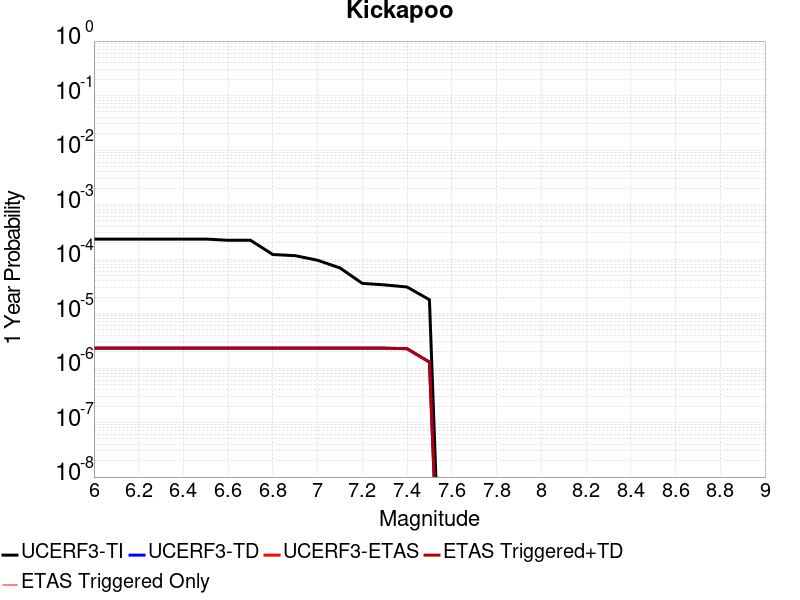 Kickapoo
10^0
10^-1
10^-2
10^-3
10^-4
10^-5
10^-6
10^-7
10^-8
1 Year Probability
6 6.2 6.4 6.6 6.8 7 7.2 7.4 7.6 7.8 8 8.2 8.4 8.6 8.8 9
Magnitude
UCERF3-TI UCERF3-TD UCERF3-ETAS ETAS Triggered+TD
ETAS Triggered Only